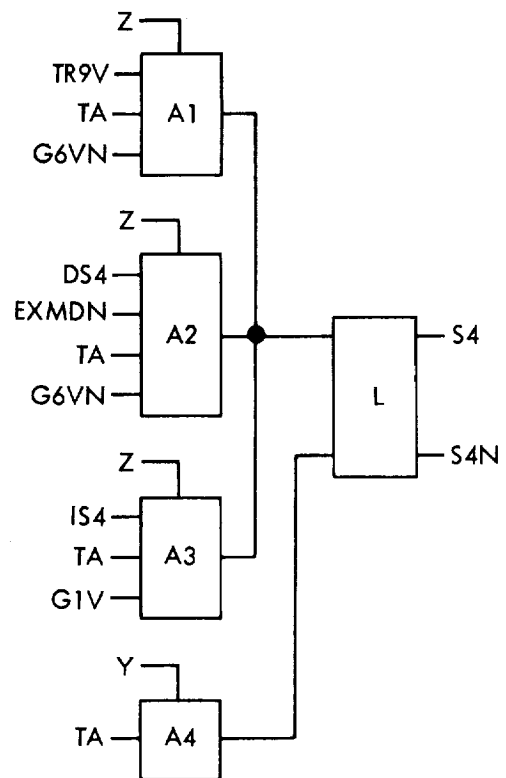 Z
TR9V
TA
G6VN
A1
Z
DS4
EXMDN
TA
G6VN
A2
L
S4
S4N
Z
IS4
TA
G1V
A3
Y
TA
A4